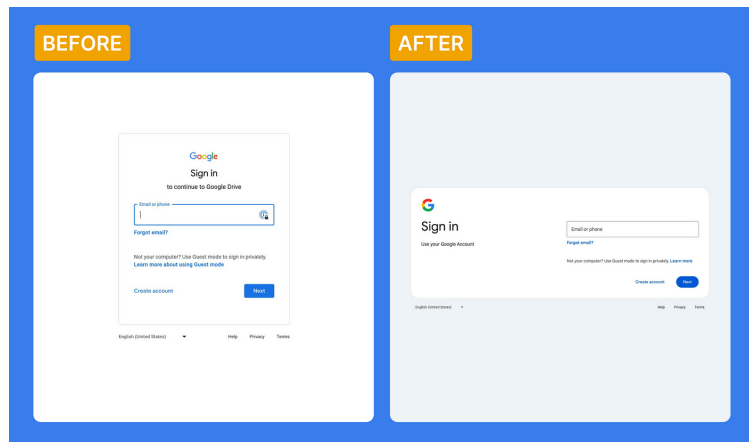 BEFORE
AFTER
Google
Sign in
to continue to Google Drive
Email or phone
Forgot email?
Not your computer? Use Guest mode to sign in privately.
Learn more about using Guest mode
Create account
Next
English (United States)
Help Privacy Terms
G
Sign in
Use your Google Account
Email or phone
Forgot email?
Not your computer? Use Guest mode to sign in privately. Learn more
Create account
Next
English (United States)
Help Privacy Terms